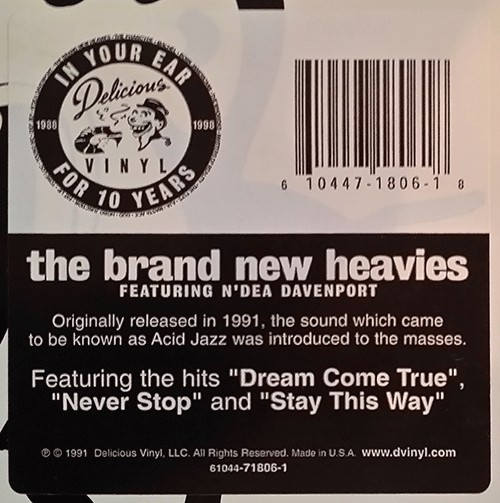 IN YOUR EAR
Delicious
1988 1998
VINYL
FOR 10 YEARS
6 10447-1806-1 8
the brand new heavies
FEATURING N'DEA DAVENPORT
Originally released in 1991, the sound which came
to be known as Acid Jazz was introduced to the masses.
Featuring the hits "Dream Come True",
"Never Stop" and "Stay This Way"
℗ © 1991 Delicious Vinyl, LLC. All Rights Reserved. Made in U.S.A. www.dvinyl.com
61044-71806-1